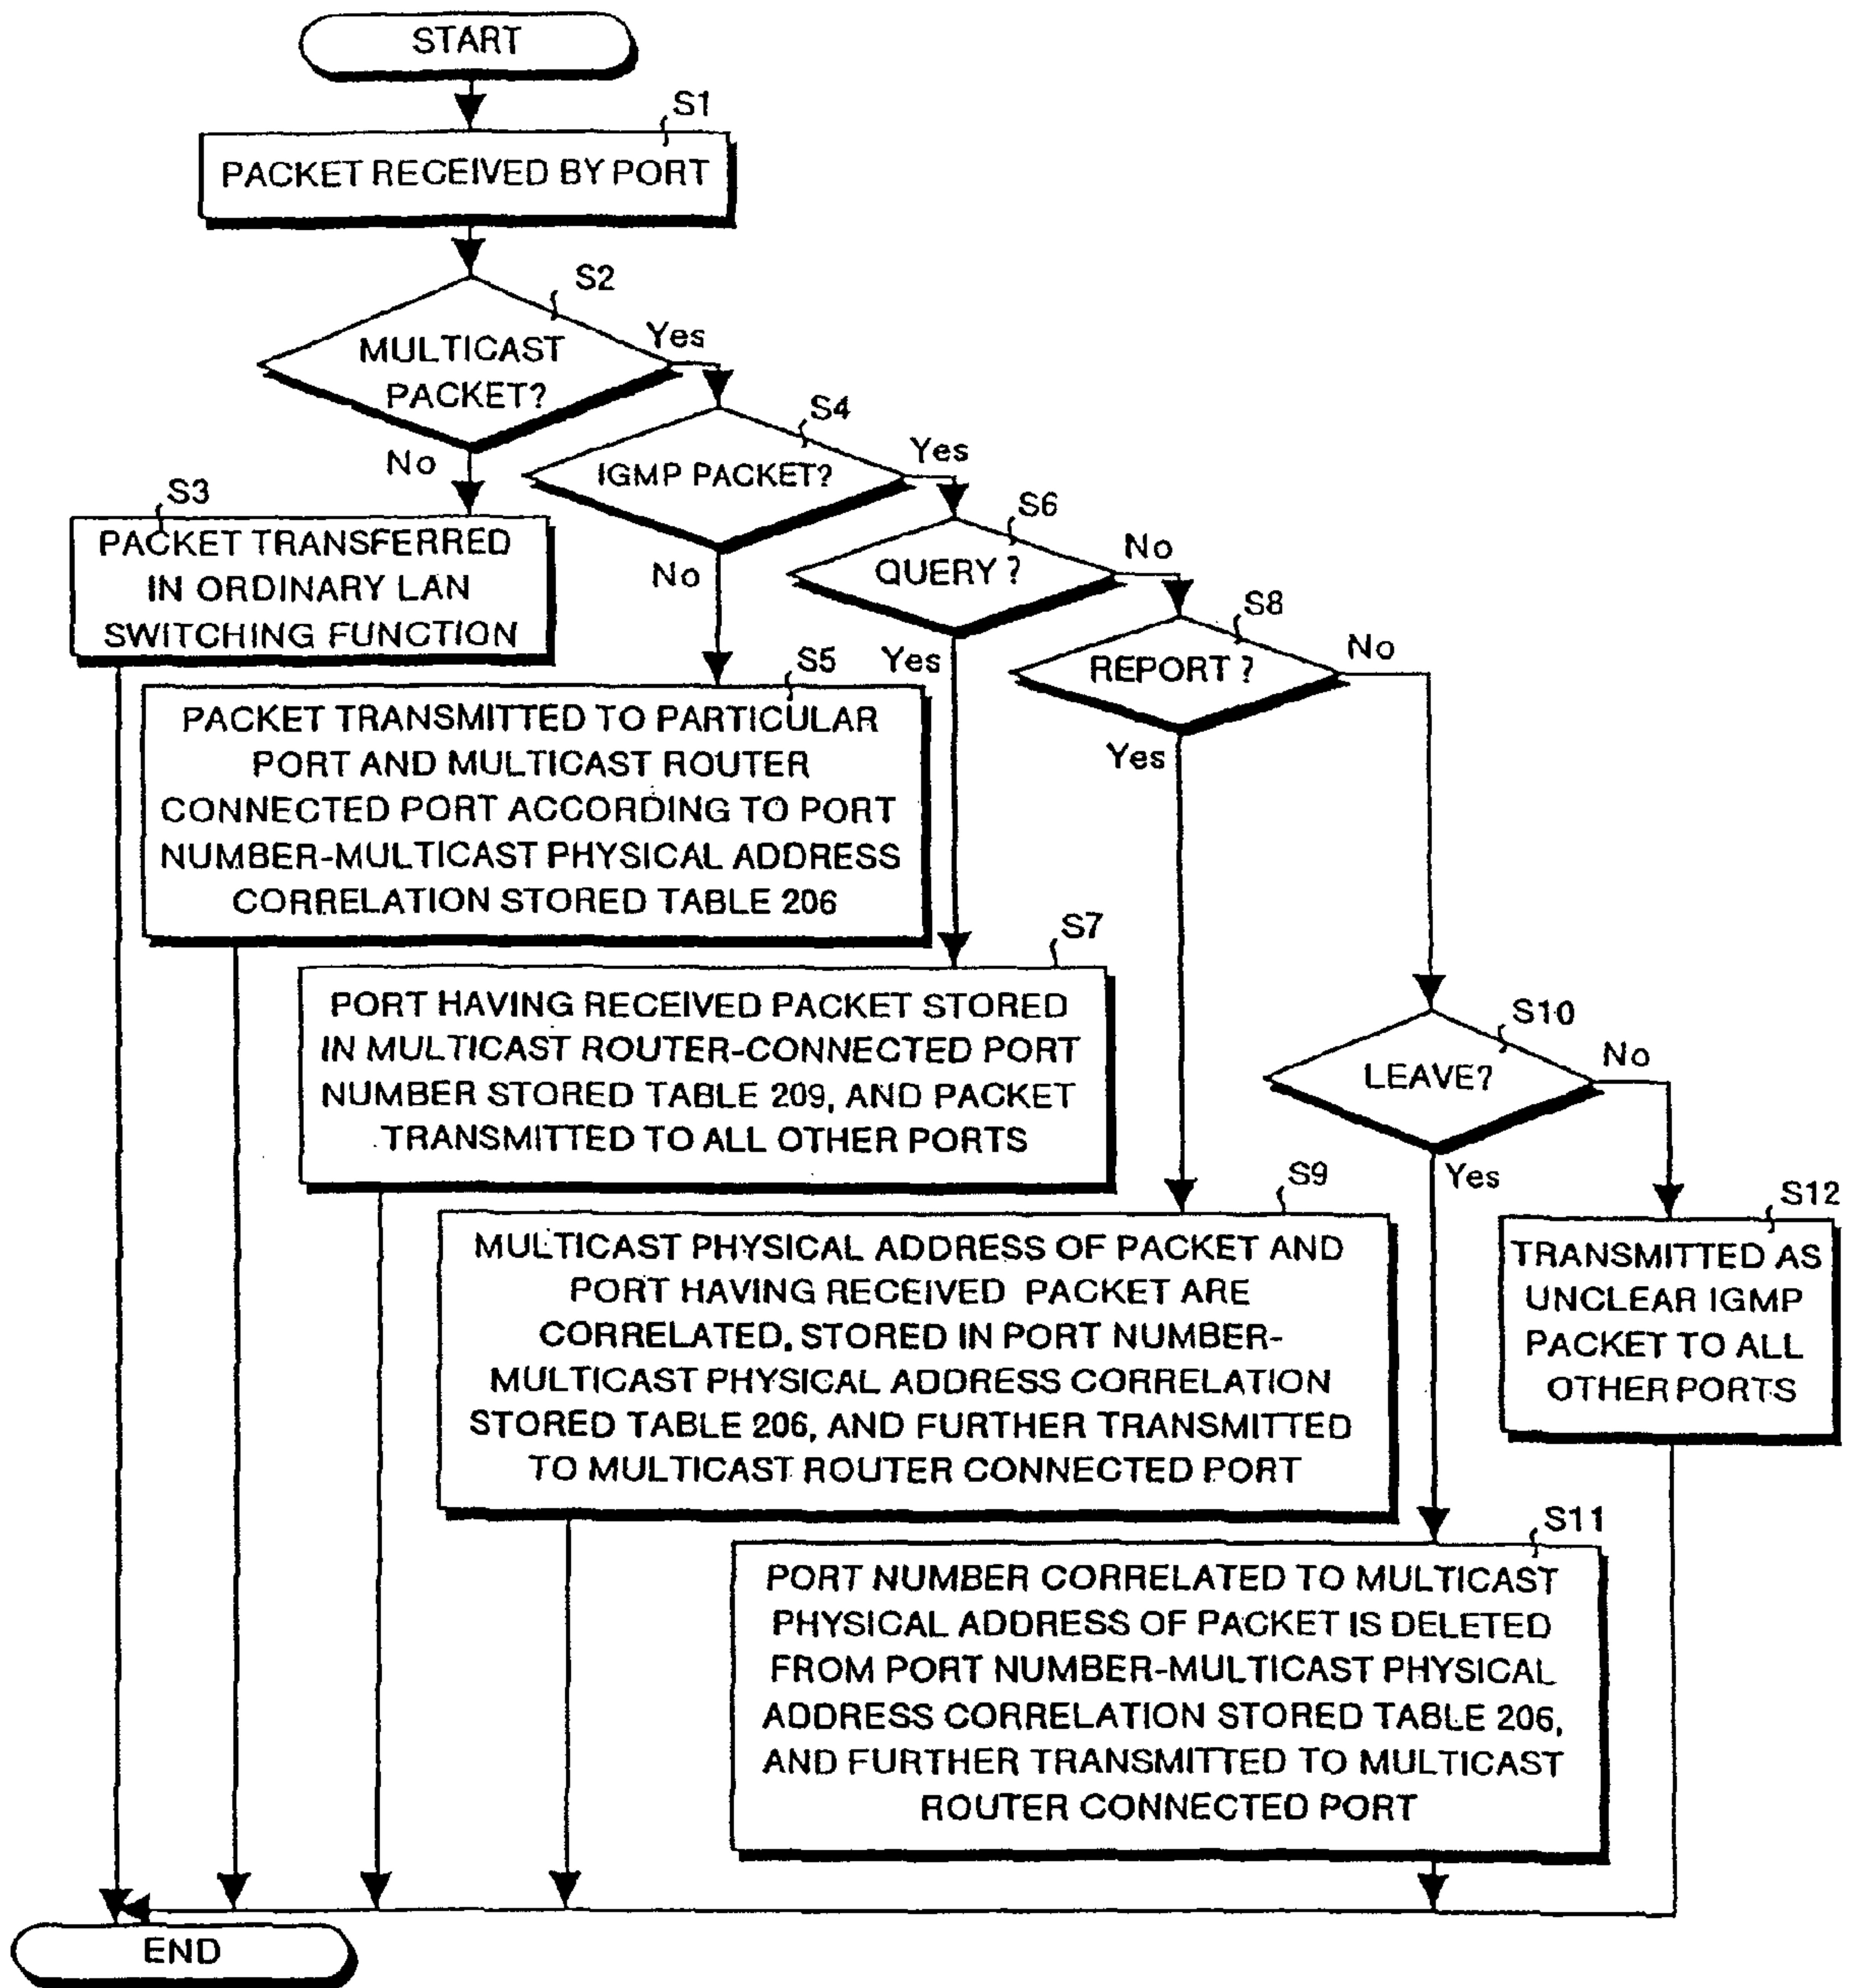 START
S1
PACKET RECEIVED BY PORT
S2
MULTICAST
PACKET?
Yes
No
S4
IGMP PACKET?
Yes
No
S3
PACKET TRANSFERRED
IN ORDINARY LAN
SWITCHING FUNCTION
S6
QUERY ?
No
Yes
S8
REPORT ?
No
Yes
S5
PACKET TRANSMITTED TO PARTICULAR
PORT AND MULTICAST ROUTER
CONNECTED PORT ACCORDING TO PORT
NUMBER-MULTICAST PHYSICAL ADDRESS
CORRELATION STORED TABLE 206
S7
PORT HAVING RECEIVED PACKET STORED
IN MULTICAST ROUTER-CONNECTED PORT
NUMBER STORED TABLE 209, AND PACKET
TRANSMITTED TO ALL OTHER PORTS
S10
LEAVE?
No
Yes
S9
MULTICAST PHYSICAL ADDRESS OF PACKET AND
PORT HAVING RECEIVED PACKET ARE
CORRELATED, STORED IN PORT NUMBER-
MULTICAST PHYSICAL ADDRESS CORRELATION
STORED TABLE 206, AND FURTHER TRANSMITTED
TO MULTICAST ROUTER CONNECTED PORT
S12
TRANSMITTED AS
UNCLEAR IGMP
PACKET TO ALL
OTHER PORTS
S11
PORT NUMBER CORRELATED TO MULTICAST
PHYSICAL ADDRESS OF PACKET IS DELETED
FROM PORT NUMBER-MULTICAST PHYSICAL
ADDRESS CORRELATION STORED TABLE 206,
AND FURTHER TRANSMITTED TO MULTICAST
ROUTER CONNECTED PORT
END